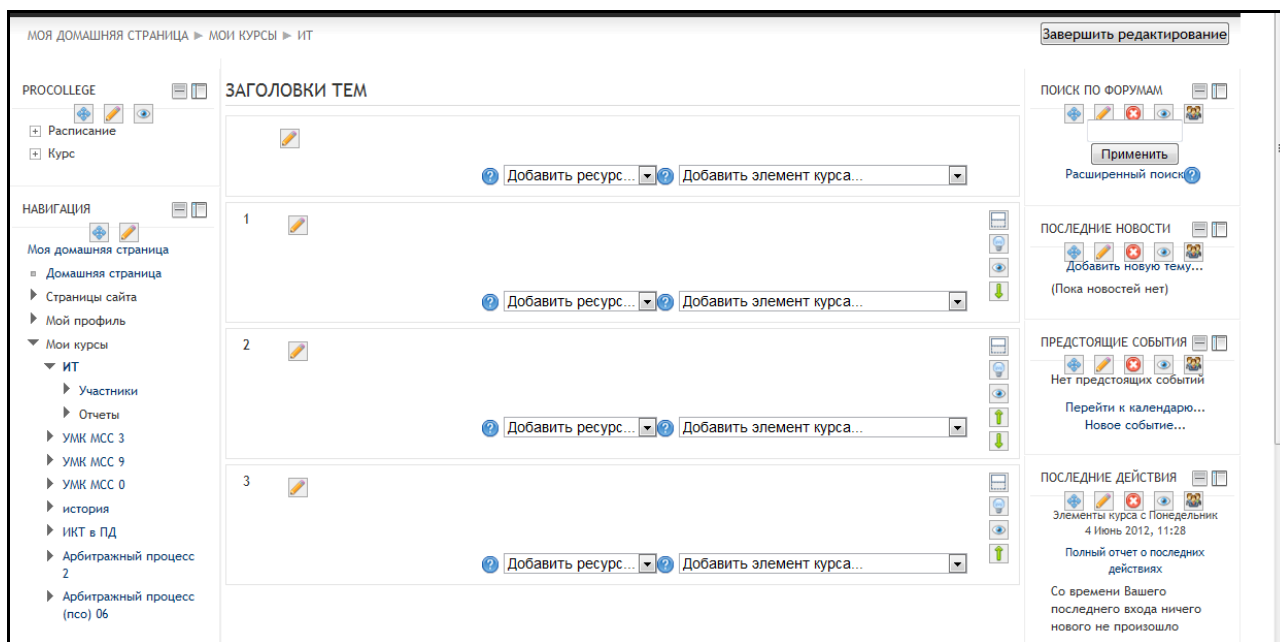 МОЯ ДОМАШНЯЯ СТРАНИЦА ► МОИ КУРСЫ ► ИТ
Завершить редактирование
PROCOLLEGE
Расписание
Курс
НАВИГАЦИЯ
Моя домашняя страница
Домашняя страница
Страницы сайта
Мой профиль
Мои курсы
ИТ
Участники
Отчеты
УМК МСС 3
УМК МСС 9
УМК МСС 0
история
ИКТ в ПД
Арбитражный процесс
2
Арбитражный процесс
(псо) 06
ЗАГОЛОВКИ ТЕМ
Добавить ресурс... Добавить элемент курса...
1
Добавить ресурс... Добавить элемент курса...
2
Добавить ресурс... Добавить элемент курса...
3
Добавить ресурс... Добавить элемент курса...
ПОИСК ПО ФОРУМАМ
Применить
Расширенный поиск
ПОСЛЕДНИЕ НОВОСТИ
Добавить новую тему...
(Пока новостей нет)
ПРЕДСТОЯЩИЕ СОБЫТИЯ
Нет предстоящих событий
Перейти к календарю...
Новое событие...
ПОСЛЕДНИЕ ДЕЙСТВИЯ
Элементы курса с Понедельник
4 Июнь 2012, 11:28
Полный отчет о последних
действиях
Со времени Вашего
последнего входа ничего
нового не произошло